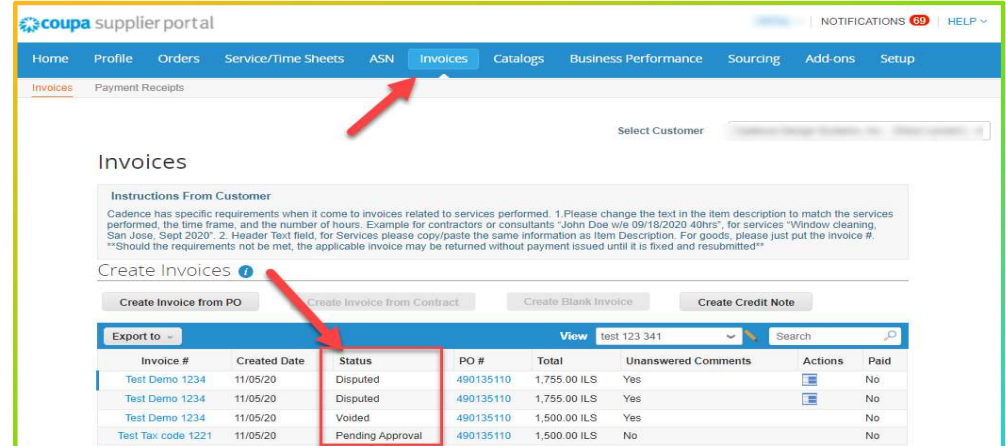 coupa supplier portal
NOTIFICATIONS 69 HELP
Home Profile Orders Service/Time Sheets ASN Invoices Catalogs Business Performance Sourcing Add-ons Setup
Invoices Payment Receipts
Select Customer
Invoices
Instructions From Customer
Cadence has specific requirements when it come to invoices related to services performed. 1.Please change the text in the item description to match the services
performed, the time frame, and the number of hours. Example for contractors or consultants "John Doe w/e 09/18/2020 40hrs", for services "Window cleaning,
San Jose, Sept 2020". 2. Header Text field, for Services please copy/paste the same information as Item Description. For goods, please just put the invoice #.
**Should the requirements not be met, the applicable invoice may be returned without payment issued until it is fixed and resubmitted**
Create Invoices i
Create Invoice from PO Create Invoice from Contract Create Blank Invoice Create Credit Note
Export to View test 123 341 Search
Invoice # Created Date Status PO # Total Unanswered Comments Actions Paid
Test Demo 1234 11/05/20 Disputed 490135110 1,755.00 ILS Yes No
Test Demo 1234 11/05/20 Disputed 490135110 1,755.00 ILS Yes No
Test Demo 1234 11/05/20 Voided 490135110 1,500.00 ILS Yes No
Test Tax code 1221 11/05/20 Pending Approval 490135110 1,500.00 ILS No No